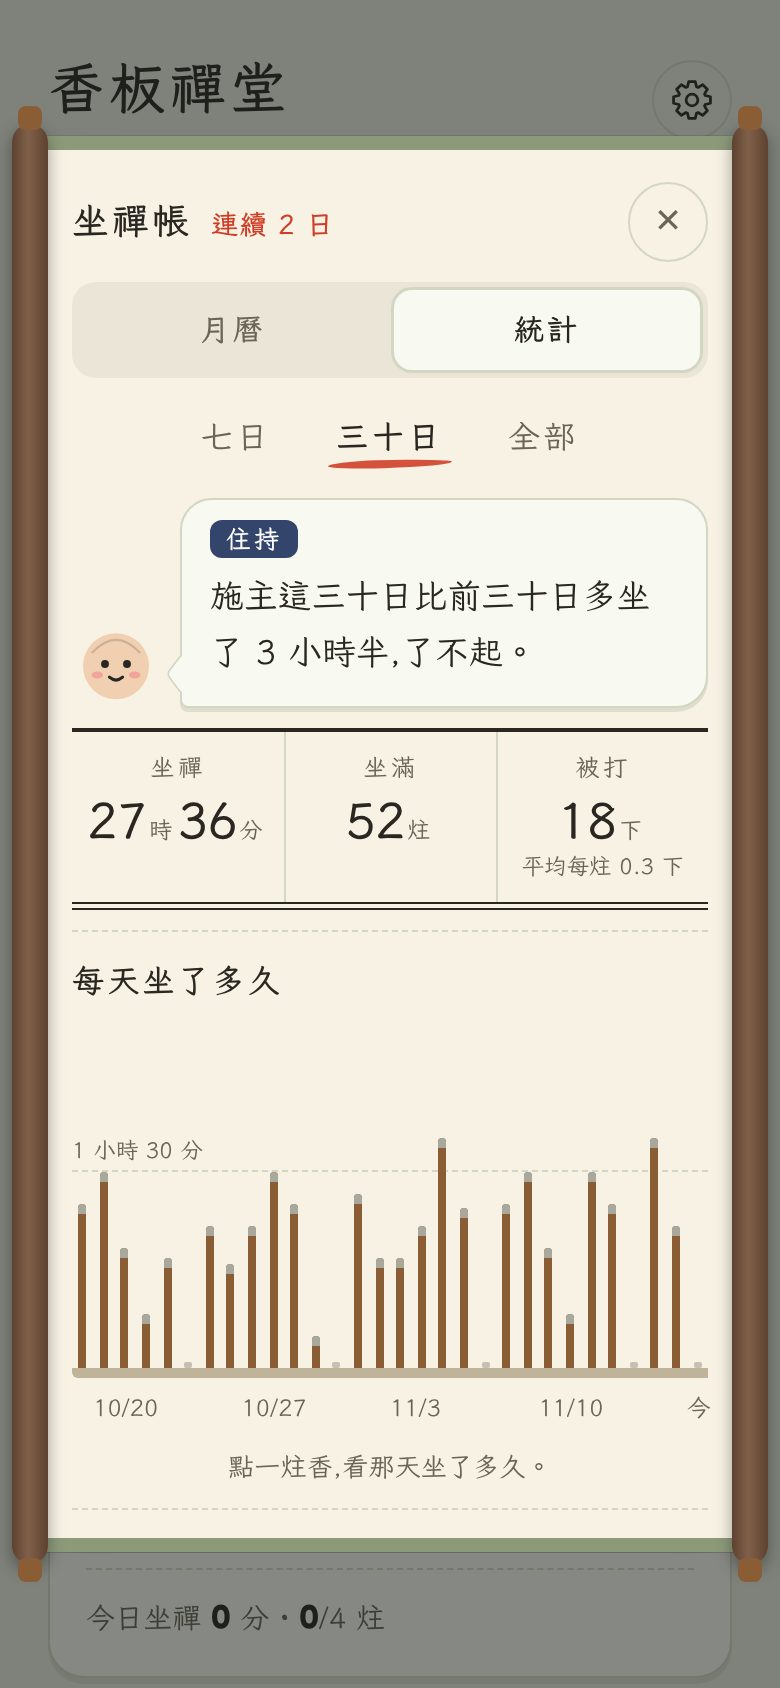 香板禪堂
坐禪帳 連續 2 日
月曆 統計
七日 三十日 全部
住持
施主這三十日比前三十日多坐
了 3 小時半,了不起。
坐禪 坐滿 被打
27時36分 52炷 18下
平均每炷 0.3 下
每天坐了多久
1 小時 30 分
10/20 10/27 11/3 11/10 今
點一炷香,看那天坐了多久。
今日坐禪 0 分・0/4 炷